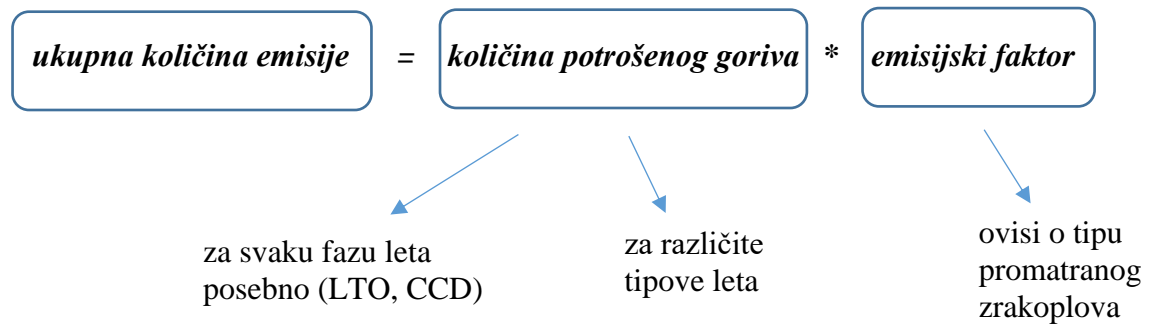 ukupna količina emisije = količina potrošenog goriva * emisijski faktor
za svaku fazu leta
posebno (LTO, CCD)
za različite
tipove leta
ovisi o tipu
promatranog
zrakoplova